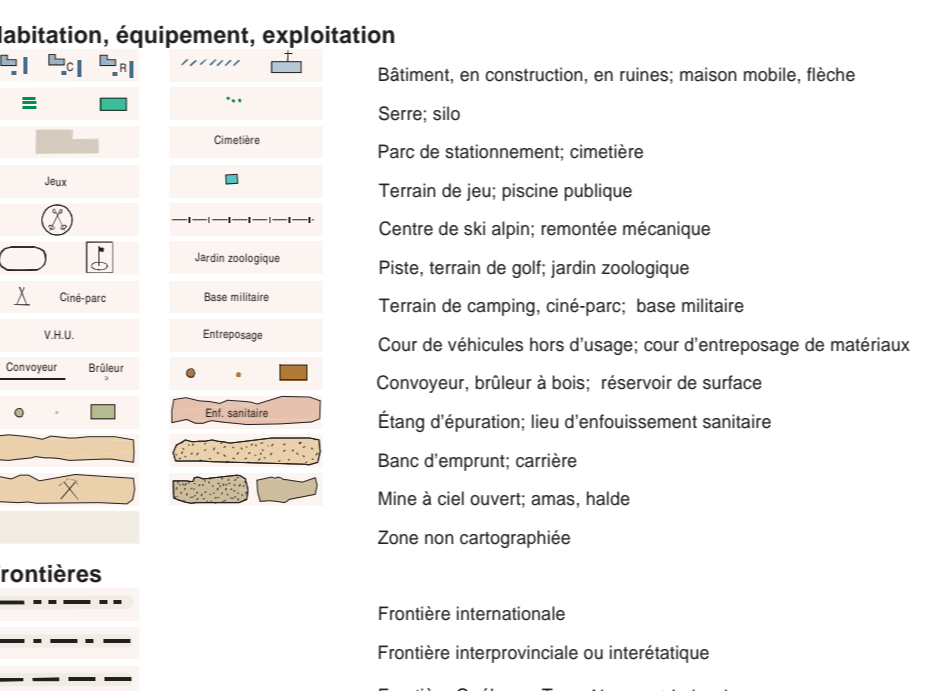 abitation, équipement, exploitation
C R Bâtiment, en construction, en ruines; maison mobile, flèche
Serre; silo
Cimetière Parc de stationnement; cimetière
Jeux Terrain de jeu; piscine publique
Centre de ski alpin; remontée mécanique
Jardin zoologique Piste, terrain de golf; jardin zoologique
Ciné-parc Base militaire Terrain de camping, ciné-parc; base militaire
V.H.U. Entreposage Cour de véhicules hors d'usage; cour d'entreposage de matériaux
Convoyeur Brûleur Convoyeur, brûleur à bois; réservoir de surface
Enf. sanitaire Étang d'épuration; lieu d'enfouissement sanitaire
Banc d'emprunt; carrière
Mine à ciel ouvert; amas, halde
Zone non cartographiée
rontières
Frontière internationale
Frontière interprovinciale ou interétatique